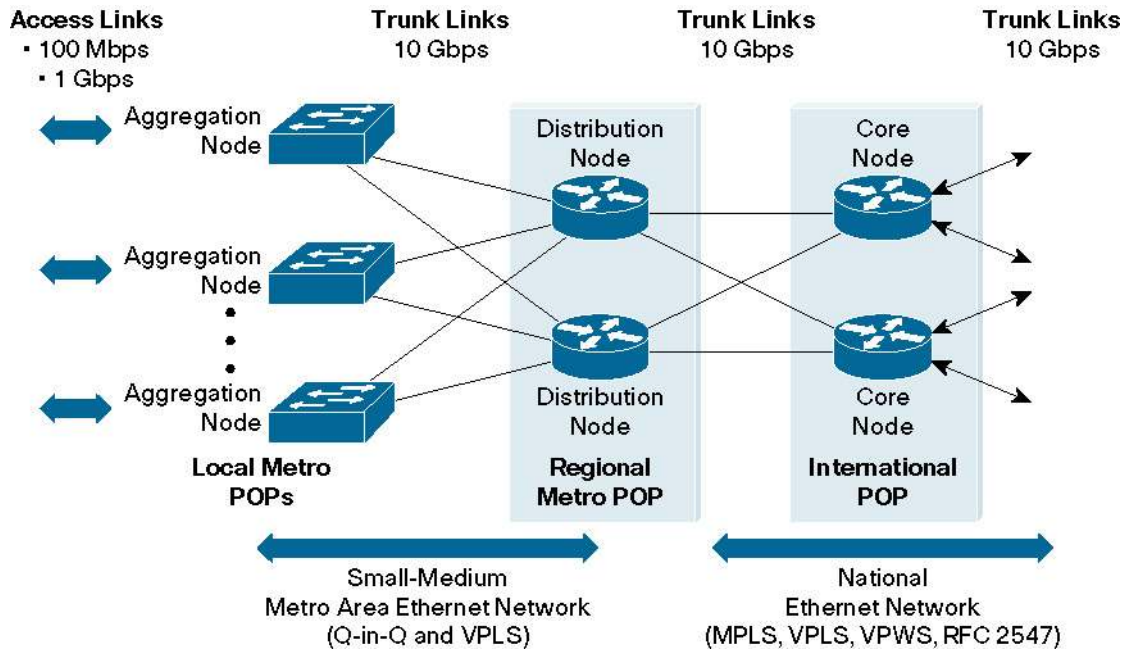 Access Links
▪ 100 Mbps
▪ 1 Gbps
Trunk Links
10 Gbps
Trunk Links
10 Gbps
Trunk Links
10 Gbps
Aggregation
Node
Aggregation
Node
Aggregation
Node
Distribution
Node
Distribution
Node
Core
Node
Core
Node
Local Metro
POPs
Regional
Metro POP
International
POP
Small-Medium
Metro Area Ethernet Network
(Q-in-Q and VPLS)
National
Ethernet Network
(MPLS, VPLS, VPWS, RFC 2547)